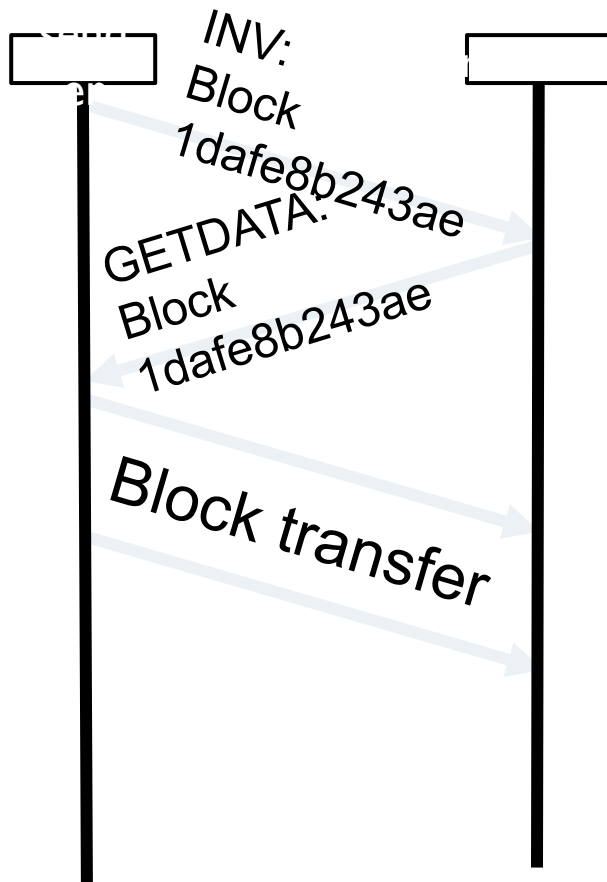 INV:
Block
1dafe8b243ae
GETDATA:
Block
1dafe8b243ae
Block transfer